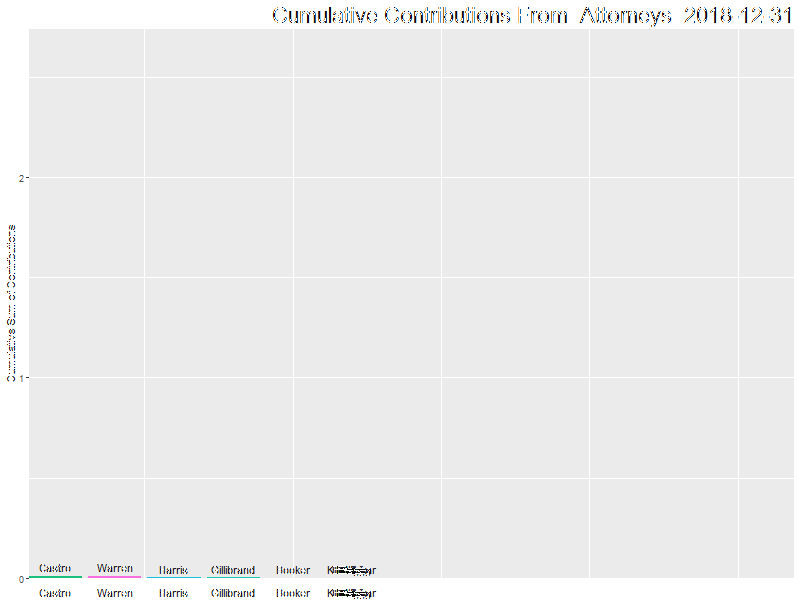 Cumulative Contributions From Attorneys 2018-12-31
2
Cumulative Sum of Contributions
1
Castro Warren Harris Gillibrand Booker
0
Castro Warren Harris Gillibrand Booker